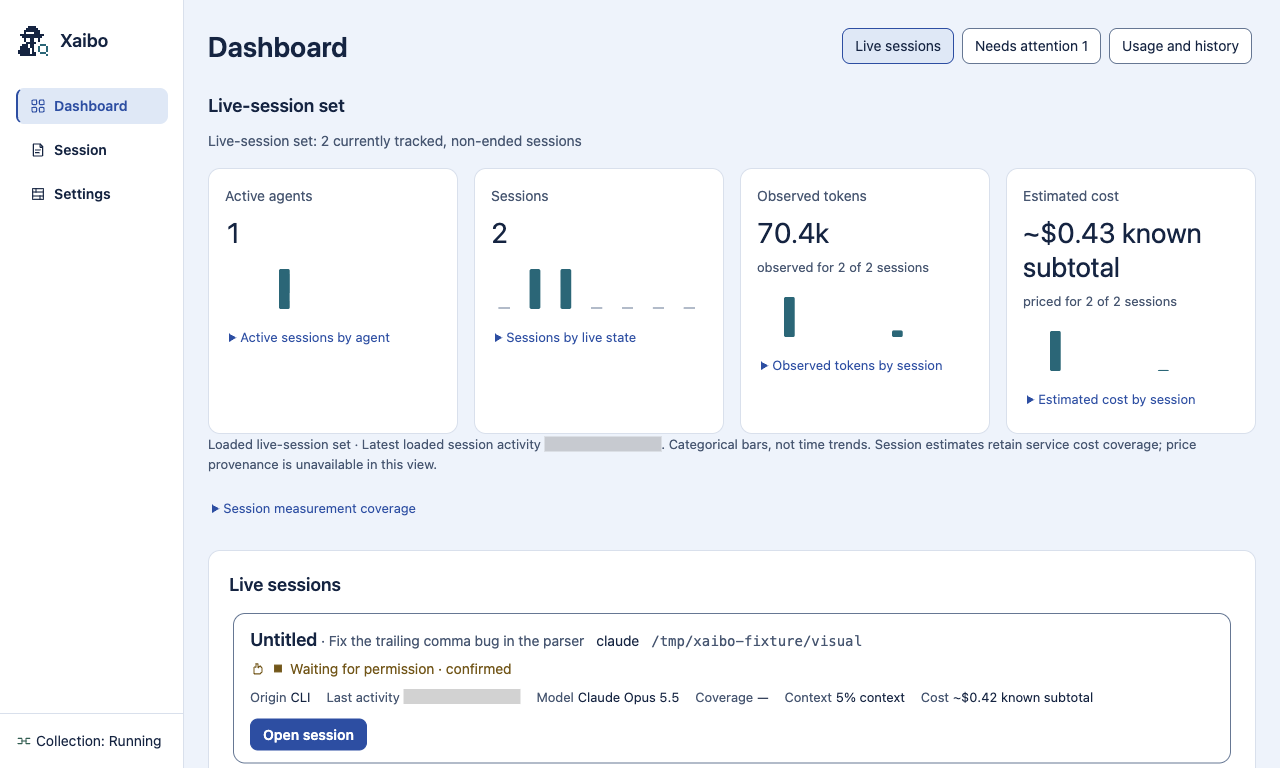 Xaibo
Dashboard
Session
Settings
Collection: Running
Dashboard
Live sessions
Needs attention 1
Usage and history
Live-session set
Live-session set: 2 currently tracked, non-ended sessions
Active agents
1
Active sessions by agent
Sessions
2
Sessions by live state
Observed tokens
70.4k
observed for 2 of 2 sessions
Observed tokens by session
Estimated cost
~$0.43 known
subtotal
priced for 2 of 2 sessions
Estimated cost by session
Loaded live-session set · Latest loaded session activity . Categorical bars, not time trends. Session estimates retain service cost coverage; price
provenance is unavailable in this view.
Session measurement coverage
Live sessions
Untitled · Fix the trailing comma bug in the parser claude /tmp/xaibo-fixture/visual
Waiting for permission · confirmed
Origin CLI Last activity Model Claude Opus 5.5 Coverage — Context 5% context Cost ~$0.42 known subtotal
Open session